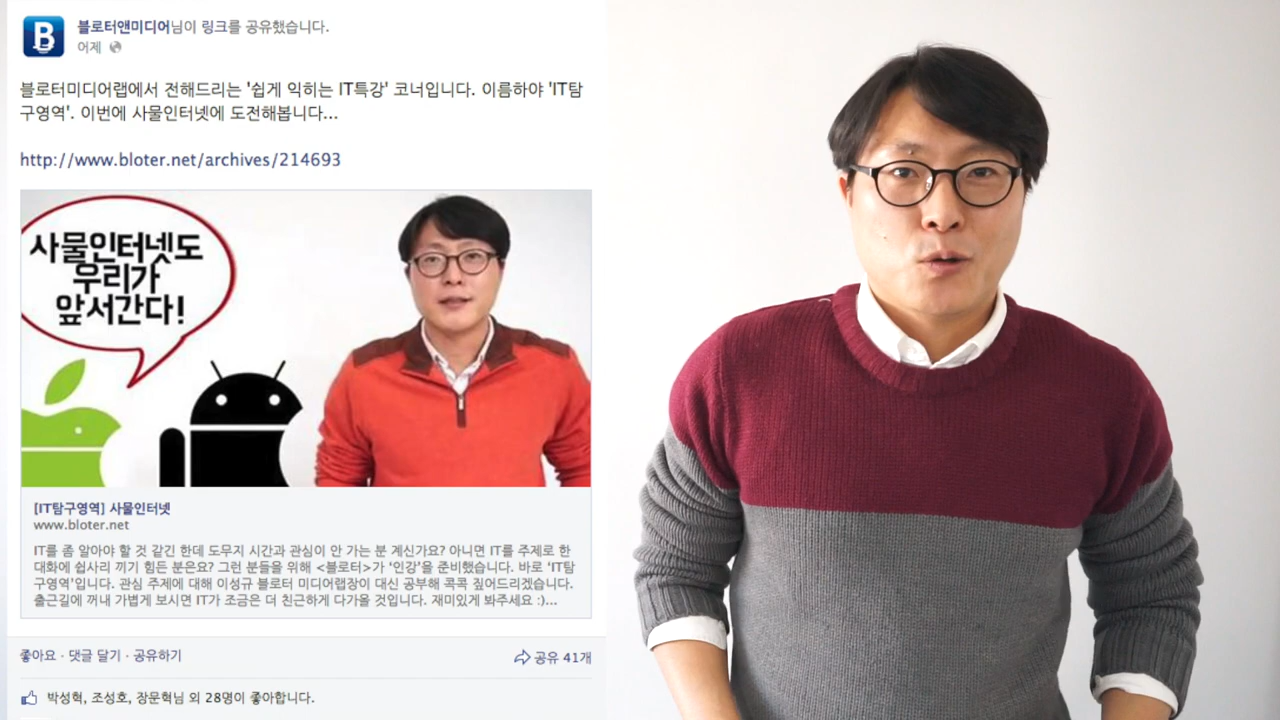 B
블로터앤미디어님이 링크를 공유했습니다.
어제
블로터미디어랩에서 전해드리는 '쉽게 익히는 IT특강' 코너입니다. 이름하야 'IT탐
구영역'. 이번에 사물인터넷에 도전해봅니다...
http://www.bloter.net/archives/214693
사물인터넷도
우리가
앞서간다!
[IT탐구영역] 사물인터넷
www.bloter.net
IT를 좀 알아야 할 것 같긴 한데 도무지 시간과 관심이 안 가는 분 계신가요? 아니면 IT를 주제로 한
대화에 쉽사리 끼기 힘든 분은요? 그런 분들을 위해 <블로터>가 '인강'을 준비했습니다. 바로 'IT탐
구영역'입니다. 관심 주제에 대해 이성규 블로터 미디어랩장이 대신 공부해 콕콕 짚어드리겠습니다.
출근길에 꺼내 가볍게 보시면 IT가 조금은 더 친근하게 다가올 것입니다. 재미있게 봐주세요 :)...
좋아요 · 댓글 달기 · 공유하기
공유 41개
박성혁, 조성호, 장문혁님 외 28명이 좋아합니다.